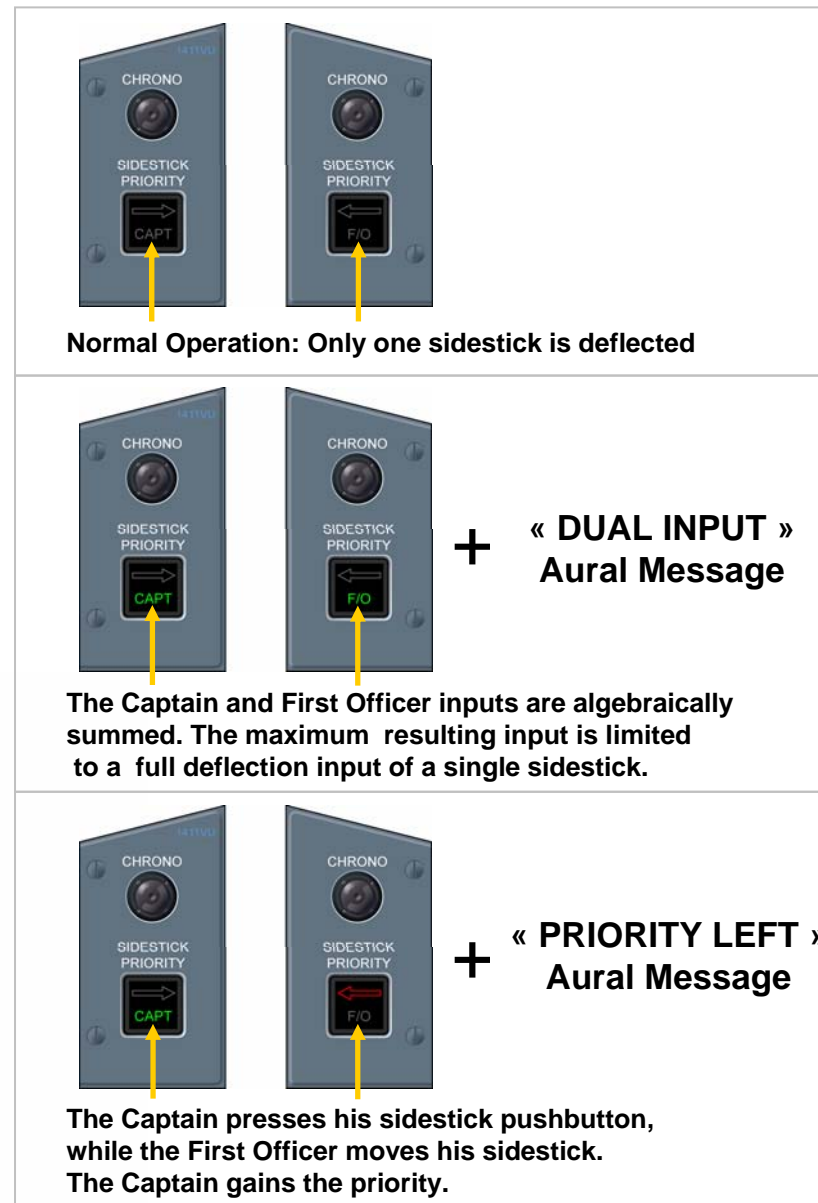 1411VU
CHRONO CHRONO
SIDESTICK SIDESTICK
PRIORITY PRIORITY
CAPT F/O
Normal Operation: Only one sidestick is deflected
1411VU
CHRONO CHRONO
SIDESTICK SIDESTICK
PRIORITY PRIORITY
CAPT F/O
+ « DUAL INPUT »
Aural Message
The Captain and First Officer inputs are algebraically
summed. The maximum resulting input is limited
to a full deflection input of a single sidestick.
1411VU
CHRONO CHRONO
SIDESTICK SIDESTICK
PRIORITY PRIORITY
CAPT F/O
+ « PRIORITY LEFT »
Aural Message
The Captain presses his sidestick pushbutton,
while the First Officer moves his sidestick.
The Captain gains the priority.